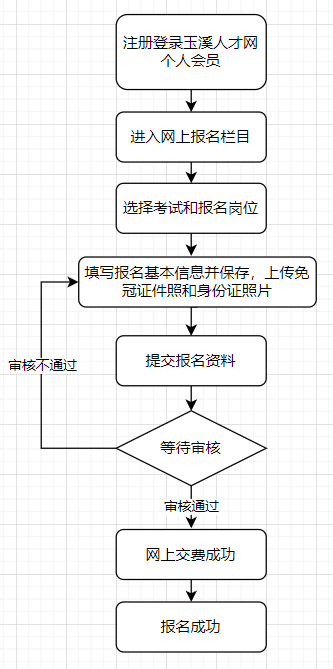 注册登录玉溪人才网
个人会员
进入网上报名栏目
选择考试和报名岗位
填写报名基本信息并保存，上传免
冠证件照和身份证照片
审核不通过
提交报名资料
等待审核
审核通过
网上交费成功
报名成功